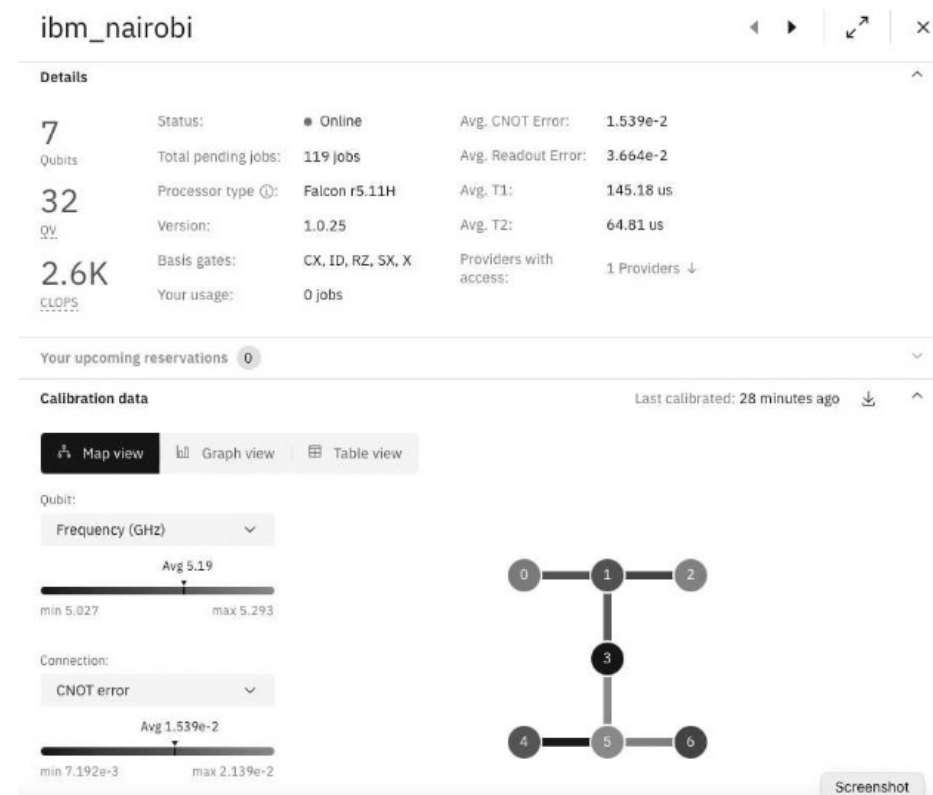 ibm_nairobi
Details
7
Qubits
32
QV
2.6K
CLOPS
Status: Online
Total pending jobs: 119 jobs
Processor type ⓘ: Falcon r5.11H
Version: 1.0.25
Basis gates: CX, ID, RZ, SX, X
Your usage: 0 jobs
Avg. CNOT Error: 1.539e-2
Avg. Readout Error: 3.664e-2
Avg. T1: 145.18 us
Avg. T2: 64.81 us
Providers with
access:
1 Providers ↓
Your upcoming reservations 0
Calibration data
Last calibrated: 28 minutes ago
Map view Graph view Table view
Qubit:
Frequency (GHz)
Avg 5.19
min 5.027 max 5.293
Connection:
CNOT error
Avg 1.539e-2
min 7.192e-3 max 2.139e-2
0 1 2
3
4 5 6
Screenshot